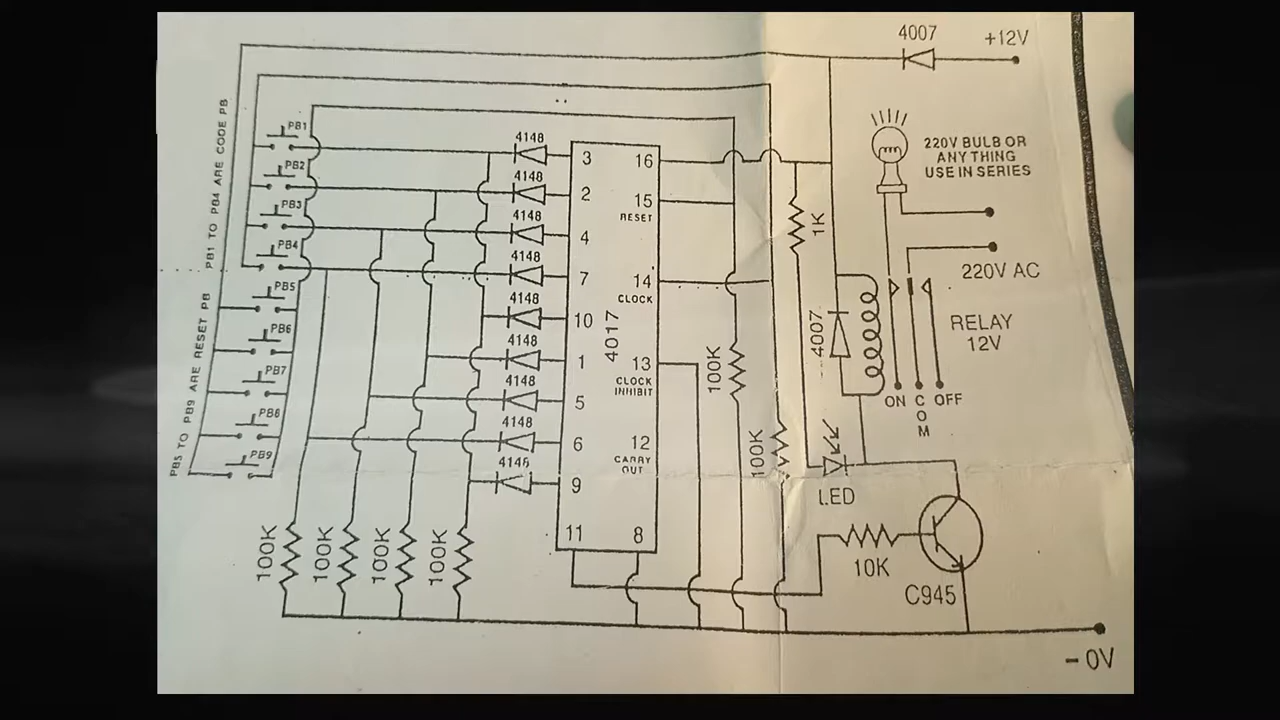 4007
+12V
PB1 TO PB4 ARE CODE PB
PB5 TO PB9 ARE RESET PB
PB1
PB2
PB3
PB4
PB5
PB6
PB7
PB8
PB9
4148
4148
4148
4148
4148
4148
4148
4148
4148
3
2
4
7
10
1
5
6
9
11
4017
16
15
RESET
14
CLOCK
13
CLOCK
INHIBIT
12
CARRY
OUT
8
1K
100K
100K
100K
100K
100K
100K
220V BULB OR
ANY THING
USE IN SERIES
220V AC
RELAY
12V
4007
ON COM OFF
LED
10K
C945
- 0V